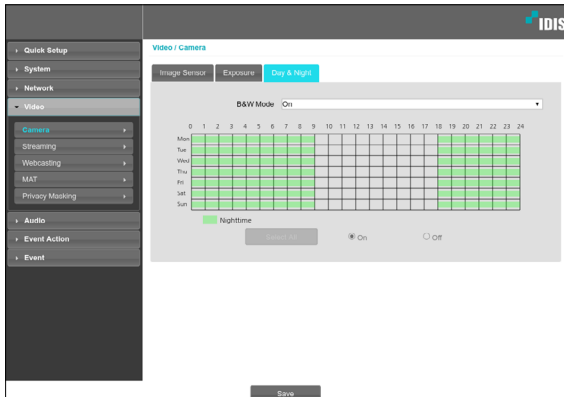 IDIS
Quick Setup
System
Network
Video
Camera
Streaming
Webcasting
MAT
Privacy Masking
Audio
Event Action
Event
Video / Camera
Image Sensor Exposure Day & Night
B&W Mode On
0 1 2 3 4 5 6 7 8 9 10 11 12 13 14 15 16 17 18 19 20 21 22 23 24
Mon
Tue
Wed
Thu
Fri
Sat
Sun
Nighttime
Select All On Off
Save